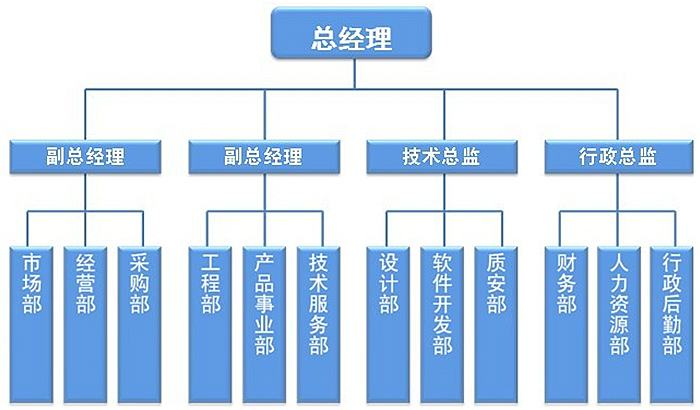 总经理
副总经理
副总经理
技术总监
行政总监
市场部
经营部
采购部
工程部
产品事业部
技术服务部
设计部
软件开发部
质安部
财务部
人力资源部
行政后勤部